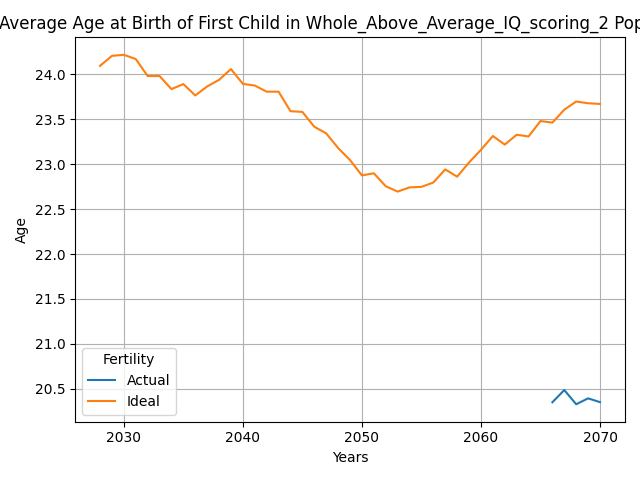 Average Age at Birth of First Child in Whole_Above_Average_IQ_scoring_2 Pop
24.0
23.5
23.0
22.5
22.0
21.5
21.0
20.5
Age
Fertility
Actual
Ideal
2030 2040 2050 2060 2070
Years